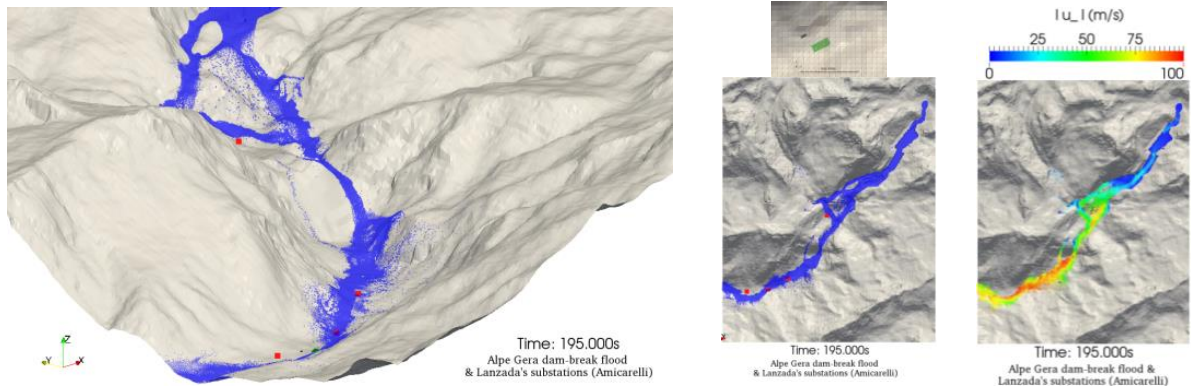 Z
Y
X
Time: 195.000s
Alpe Gera dam-break flood
& Lanzada's substations (Amicarelli)
Time: 195.000s
Alpe Gera dam-break flood
& Lanzada's substations (Amicarelli)
| u_ | (m/s)
25 50 75
0 100
Time: 195.000s
Alpe Gera dam-break flood &
Lanzada's substations (Amicarelli)